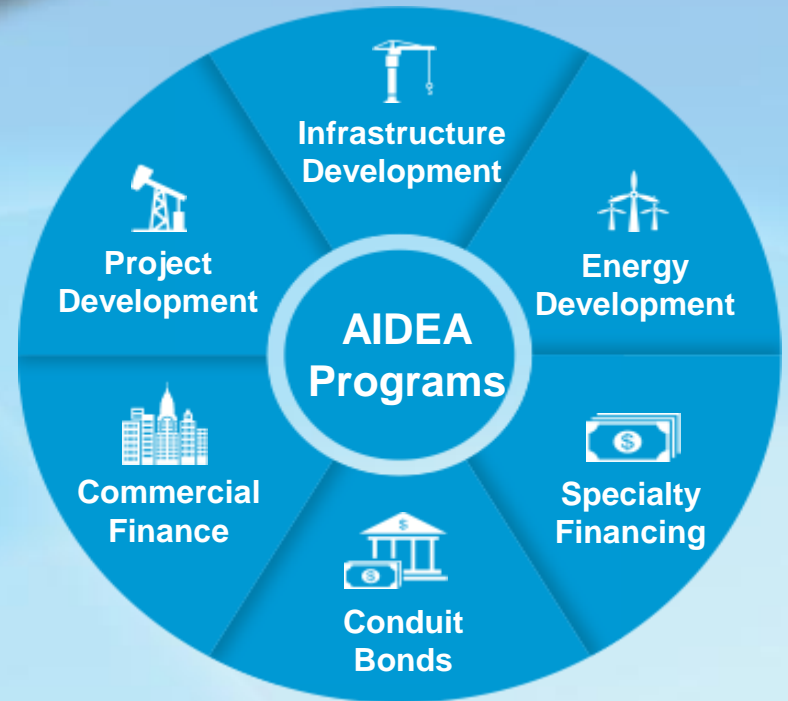 Infrastructure
Development
Energy
Development
Specialty
Financing
Conduit
Bonds
Commercial
Finance
Project
Development
AIDEA
Programs